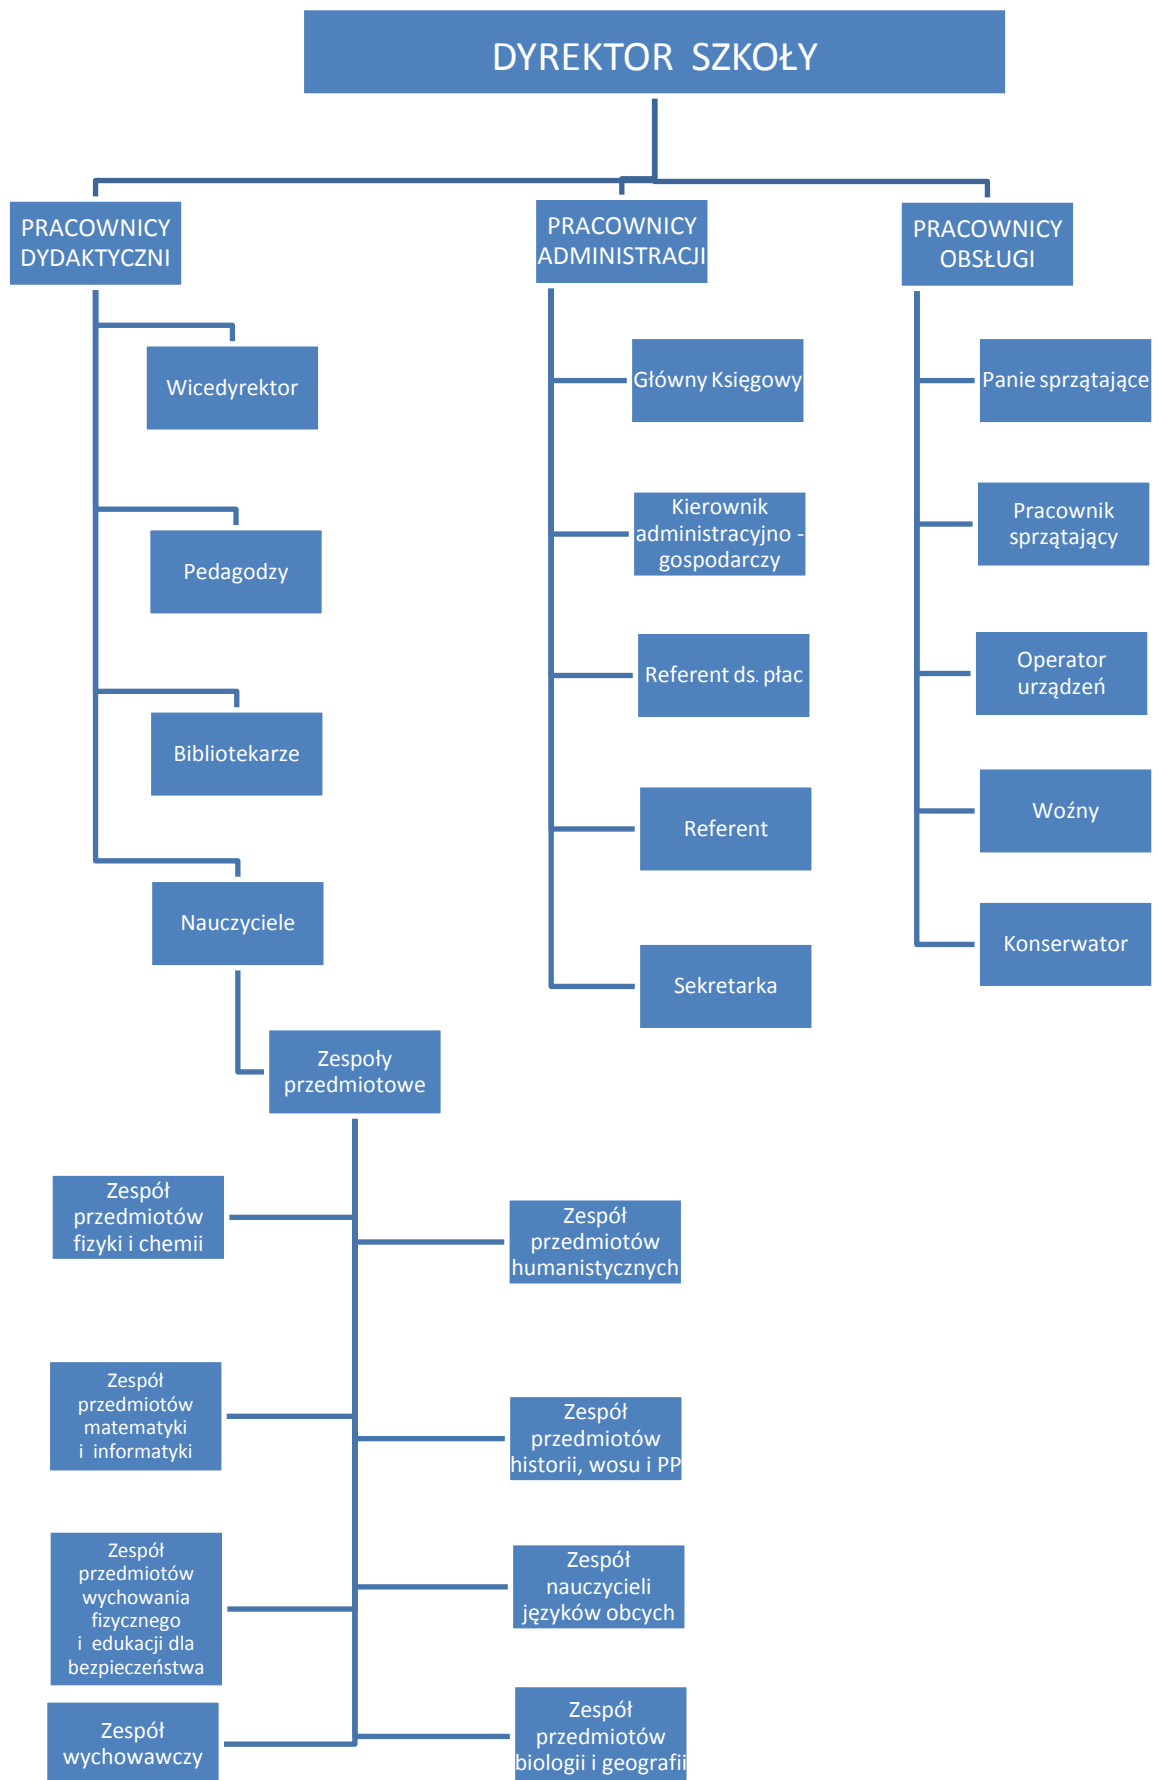 DYREKTOR SZKOŁY
PRACOWNICY
DYDAKTYCZNI
PRACOWNICY
ADMINISTRACJI
PRACOWNICY
OBSŁUGI
Wicedyrektor
Pedagodzy
Bibliotekarze
Nauczyciele
Główny Księgowy
Kierownik
administracyjno -
gospodarczy
Referent ds. płac
Referent
Sekretarka
Panie sprzątające
Pracownik
sprzątający
Operator
urządzeń
Woźny
Konserwator
Zespoły
przedmiotowe
Zespół
przedmiotów
fizyki i chemii
Zespół
przedmiotów
humanistycznych
Zespół
przedmiotów
matematyki
i informatyki
Zespół
przedmiotów
historii, wosu i PP
Zespół
przedmiotów
wychowania
fizycznego
i edukacji dla
bezpieczeństwa
Zespół
nauczycieli
języków obcych
Zespół
wychowawczy
Zespół
przedmiotów
biologii i geografii